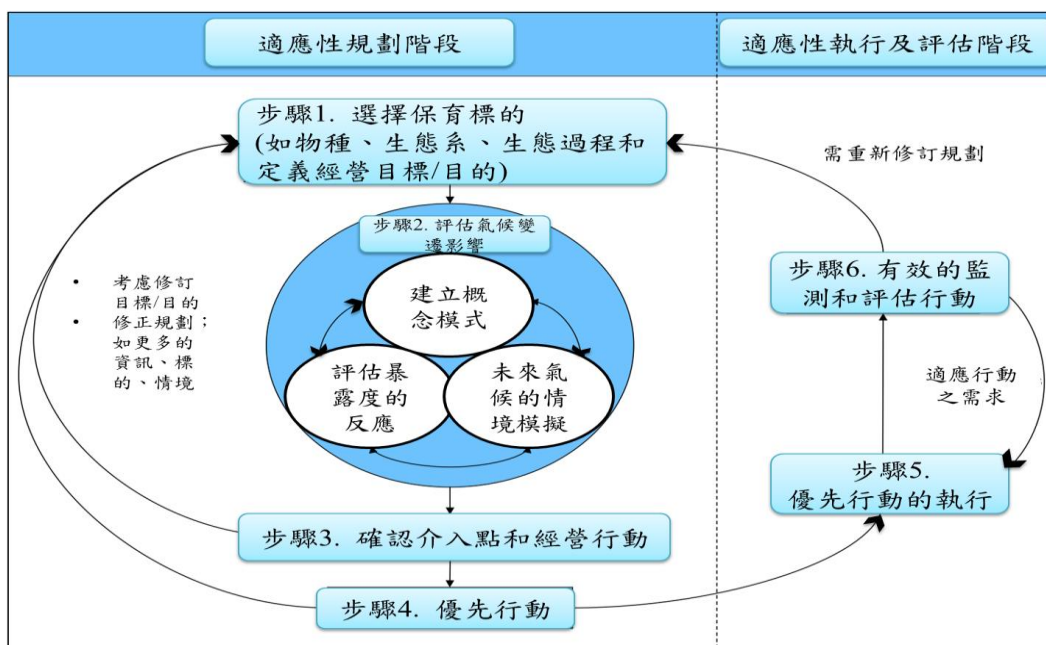 適應性規劃階段
適應性執行及評估階段
步驟1. 選擇保育標的
(如物種、生態系、生態過程和
定義經營目標/目的)
需重新修訂規劃
步驟2. 評估氣候變
遷影響
建立概
念模式
評估暴
露度的
反應
未來氣
候的情
境模擬
• 考慮修訂
目標/目的
• 修正規劃；
如更多的
資訊、標
的、情境
步驟6. 有效的監
測和評估行動
適應行動
之需求
步驟5.
優先行動的執行
步驟3. 確認介入點和經營行動
步驟4. 優先行動